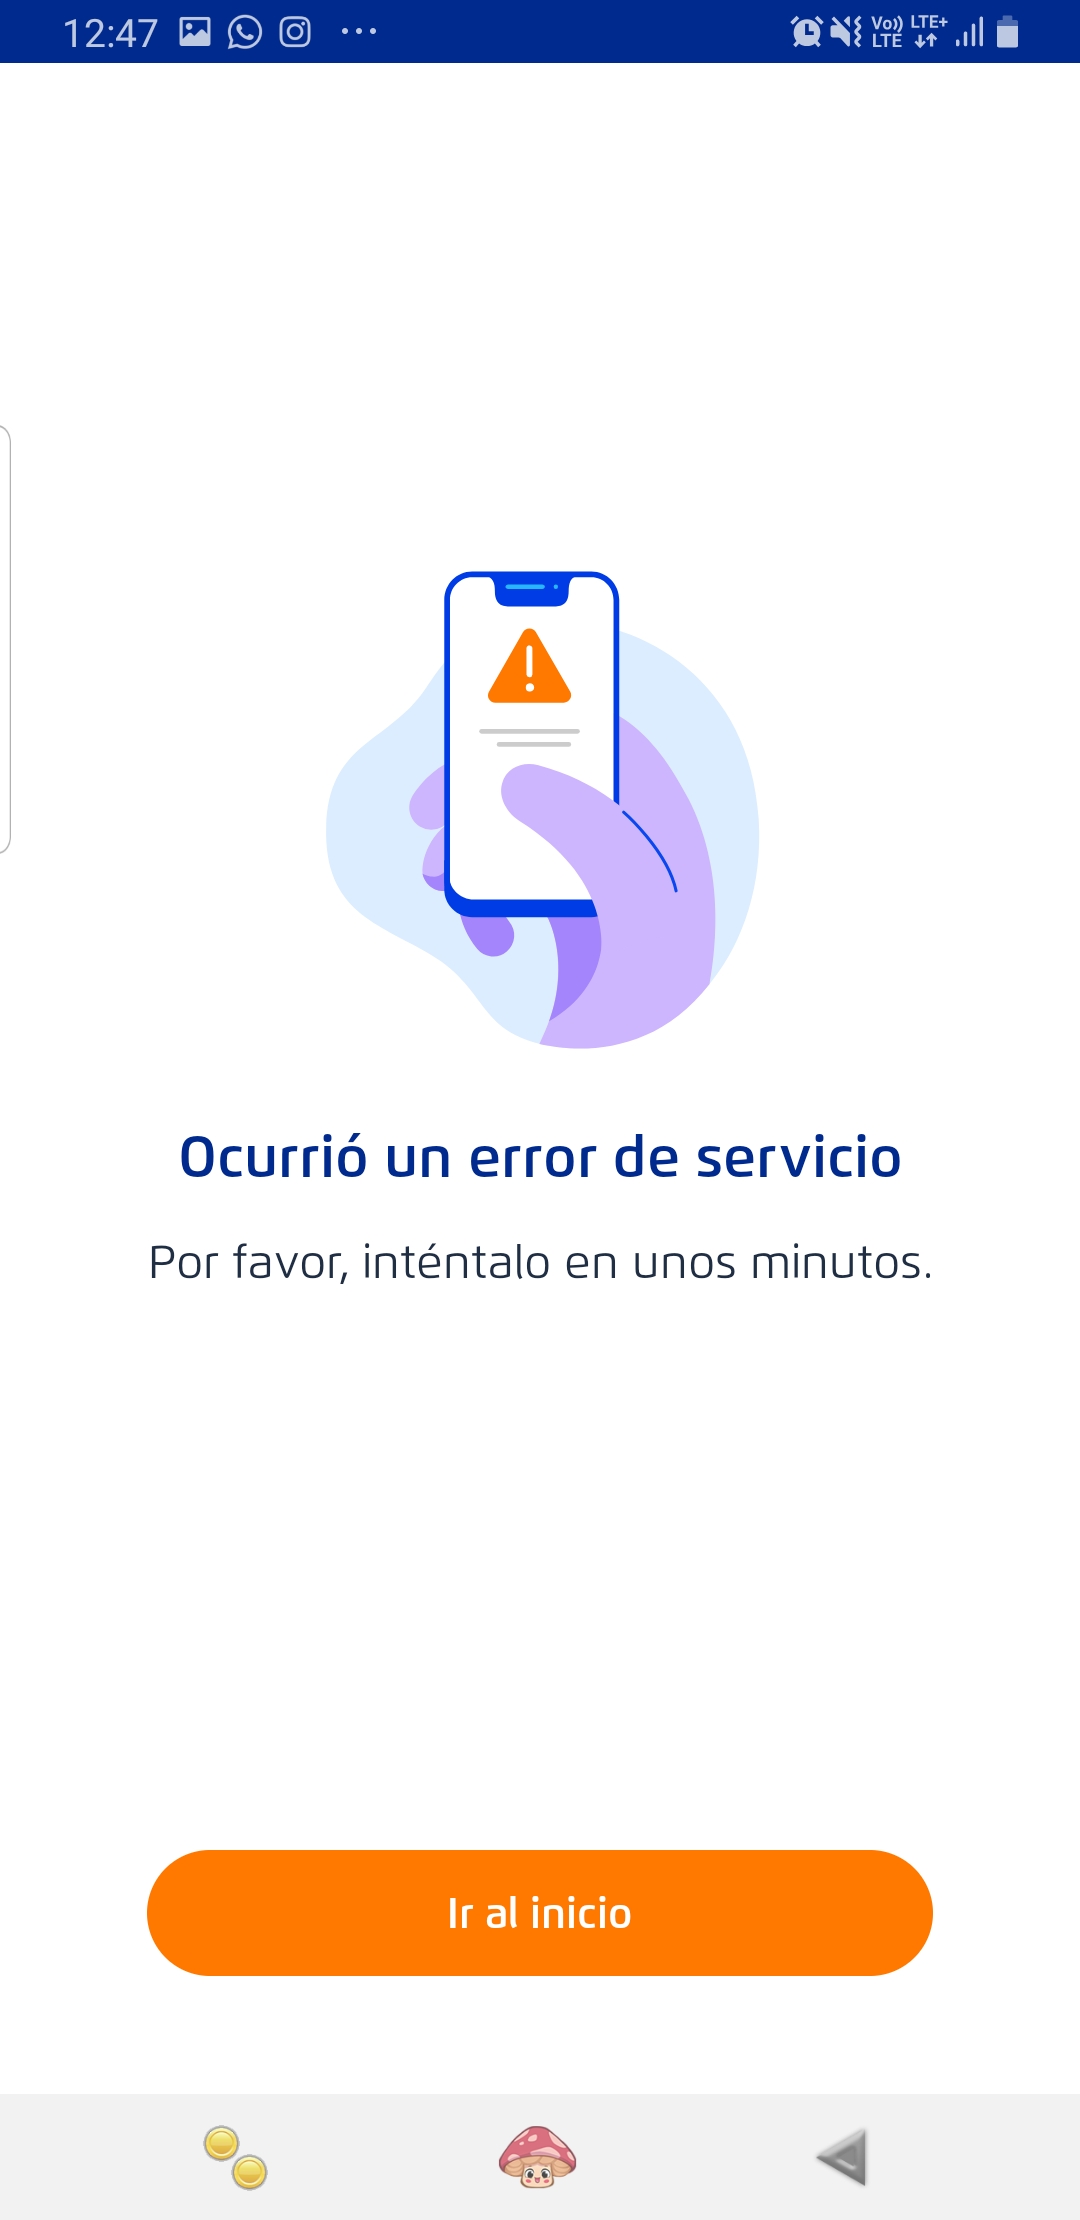 12:47
Vo)) LTE+
LTE
Ocurrió un error de servicio
Por favor, inténtalo en unos minutos.
Ir al inicio